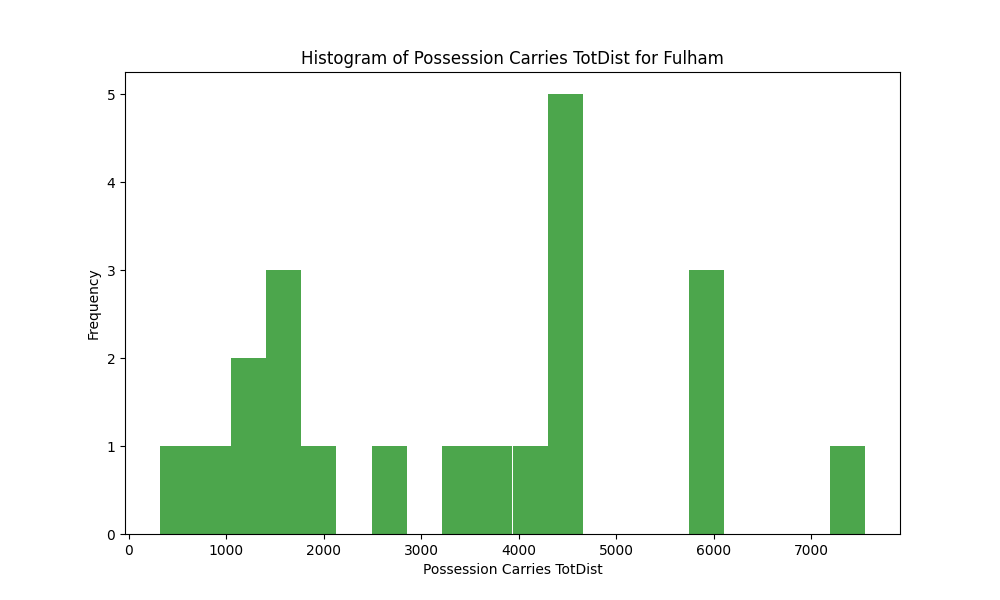 Histogram of Possession Carries TotDist for Fulham
5
4
3
2
1
0
Frequency
0 1000 2000 3000 4000 5000 6000 7000
Possession Carries TotDist